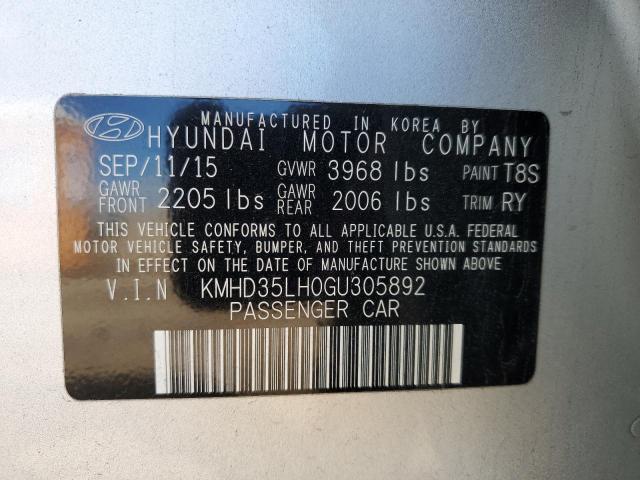 MANUFACTURED IN KOREA BY
HYUNDAI MOTOR COMPANY
SEP/11/15 GVWR 3968 lbs PAINT T8S
GAWR FRONT 2205 lbs GAWR REAR 2006 lbs TRIM RY
THIS VEHICLE CONFORMS TO ALL APPLICABLE U.S.A. FEDERAL
MOTOR VEHICLE SAFETY, BUMPER, AND THEFT PREVENTION STANDARDS
IN EFFECT ON THE DATE OF MANUFACTURE SHOWN ABOVE
V.I.N KMHD35LH0GU305892
PASSENGER CAR